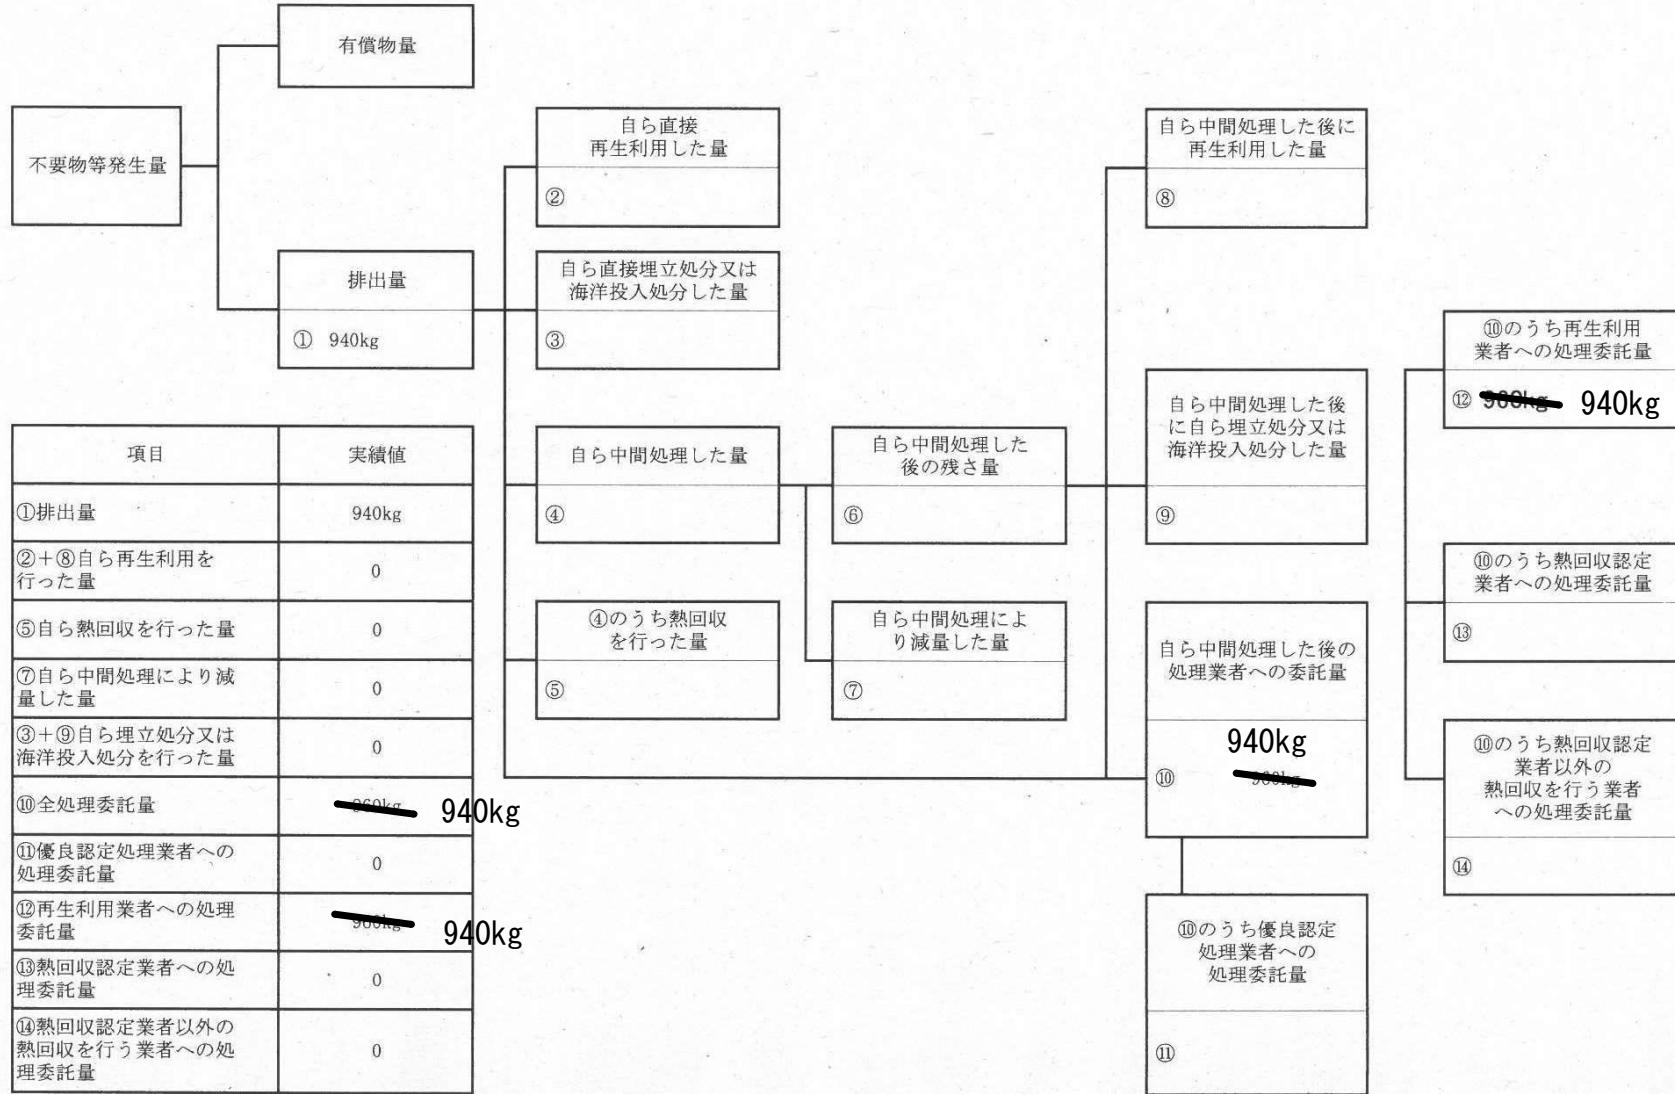 有償物量
不要物等発生量
排出量
① 940kg
自ら直接
再生利用した量
②
自ら直接埋立処分又は
海洋投入処分した量
③
自ら中間処理した量
④
④のうち熱回収
を行った量
⑤
自ら中間処理した
後の残さ量
⑥
自ら中間処理によ
り減量した量
⑦
自ら中間処理した後に
再生利用した量
⑧
自ら中間処理した後
に自ら埋立処分又は
海洋投入処分した量
⑨
自ら中間処理した後の
処理業者への委託量
940kg
⑩
⑩のうち優良認定
処理業者への
処理委託量
⑪
⑩のうち再生利用
業者への処理委託量
⑫ 940kg
⑩のうち熱回収認定
業者への処理委託量
⑬
⑩のうち熱回収認定
業者以外の
熱回収を行う業者
への処理委託量
⑭
項目 実績値
①排出量 940kg
②+⑧自ら再生利用を
行った量 0
⑤自ら熱回収を行った量 0
⑦自ら中間処理により減
量した量 0
③+⑨自ら埋立処分又は
海洋投入処分を行った量 0
⑩全処理委託量 960kg 940kg
⑪優良認定処理業者への
処理委託量 0
⑫再生利用業者への処理
委託量 960kg 940kg
⑬熱回収認定業者への処
理委託量 0
⑭熱回収認定業者以外の
熱回収を行う業者への処
理委託量 0